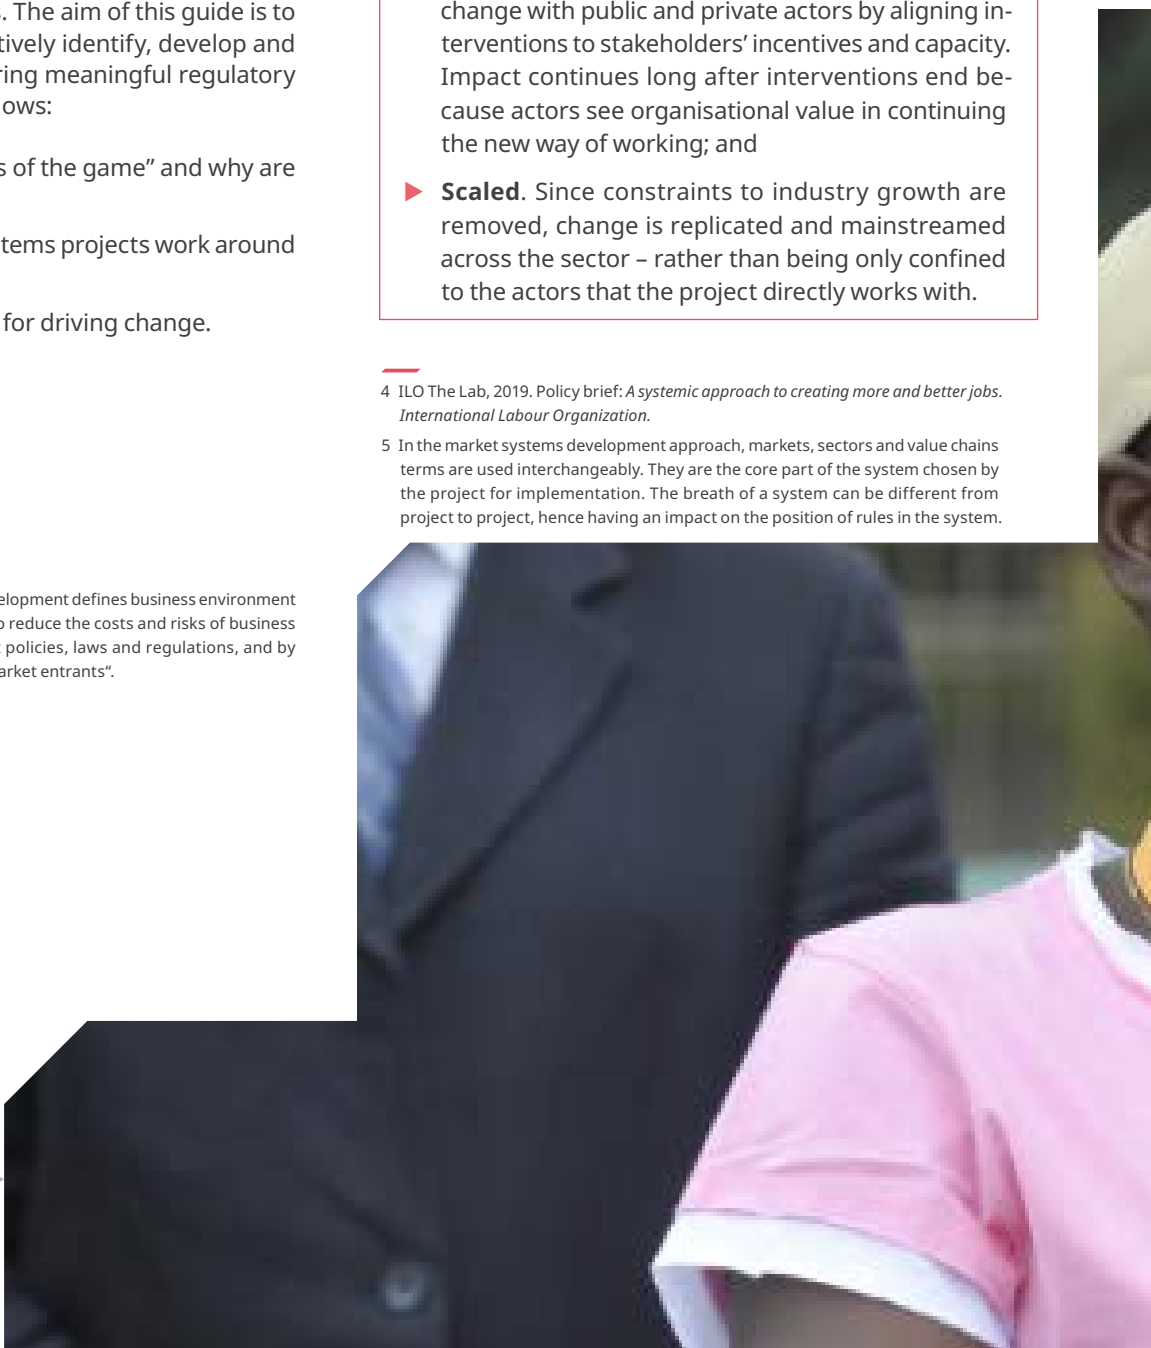 . The aim of this guide is to
tively identify, develop and
ring meaningful regulatory
ows:
s of the game” and why are
tems projects work around
for driving change.
elopment defines business environment
o reduce the costs and risks of business
policies, laws and regulations, and by
arket entrants“.
change with public and private actors by aligning in-
terventions to stakeholders’ incentives and capacity.
Impact continues long after interventions end be-
cause actors see organisational value in continuing
the new way of working; and
▶ Scaled. Since constraints to industry growth are
removed, change is replicated and mainstreamed
across the sector – rather than being only confined
to the actors that the project directly works with.
4 ILO The Lab, 2019. Policy brief: A systemic approach to creating more and better jobs.
International Labour Organization.
5 In the market systems development approach, markets, sectors and value chains
terms are used interchangeably. They are the core part of the system chosen by
the project for implementation. The breath of a system can be different from
project to project, hence having an impact on the position of rules in the system.